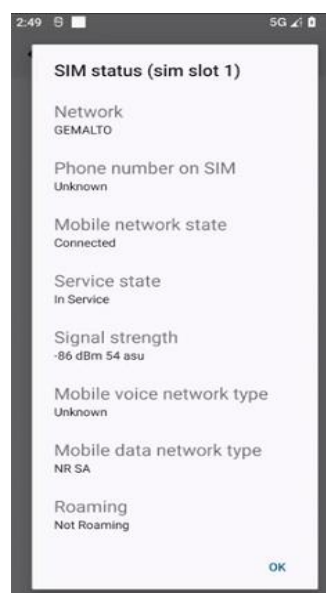 2:49
5G
SIM status (sim slot 1)
Network
GEMALTO
Phone number on SIM
Unknown
Mobile network state
Connected
Service state
In Service
Signal strength
-86 dBm 54 asu
Mobile voice network type
Unknown
Mobile data network type
NR SA
Roaming
Not Roaming
OK